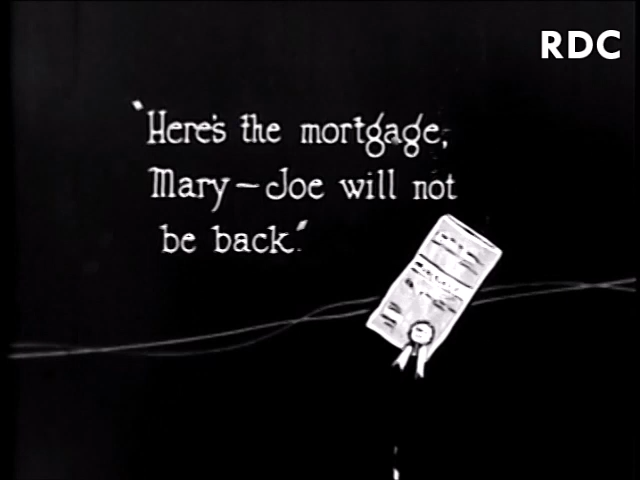 RDC
"Here's the mortgage,
Mary—Joe will not
be back."